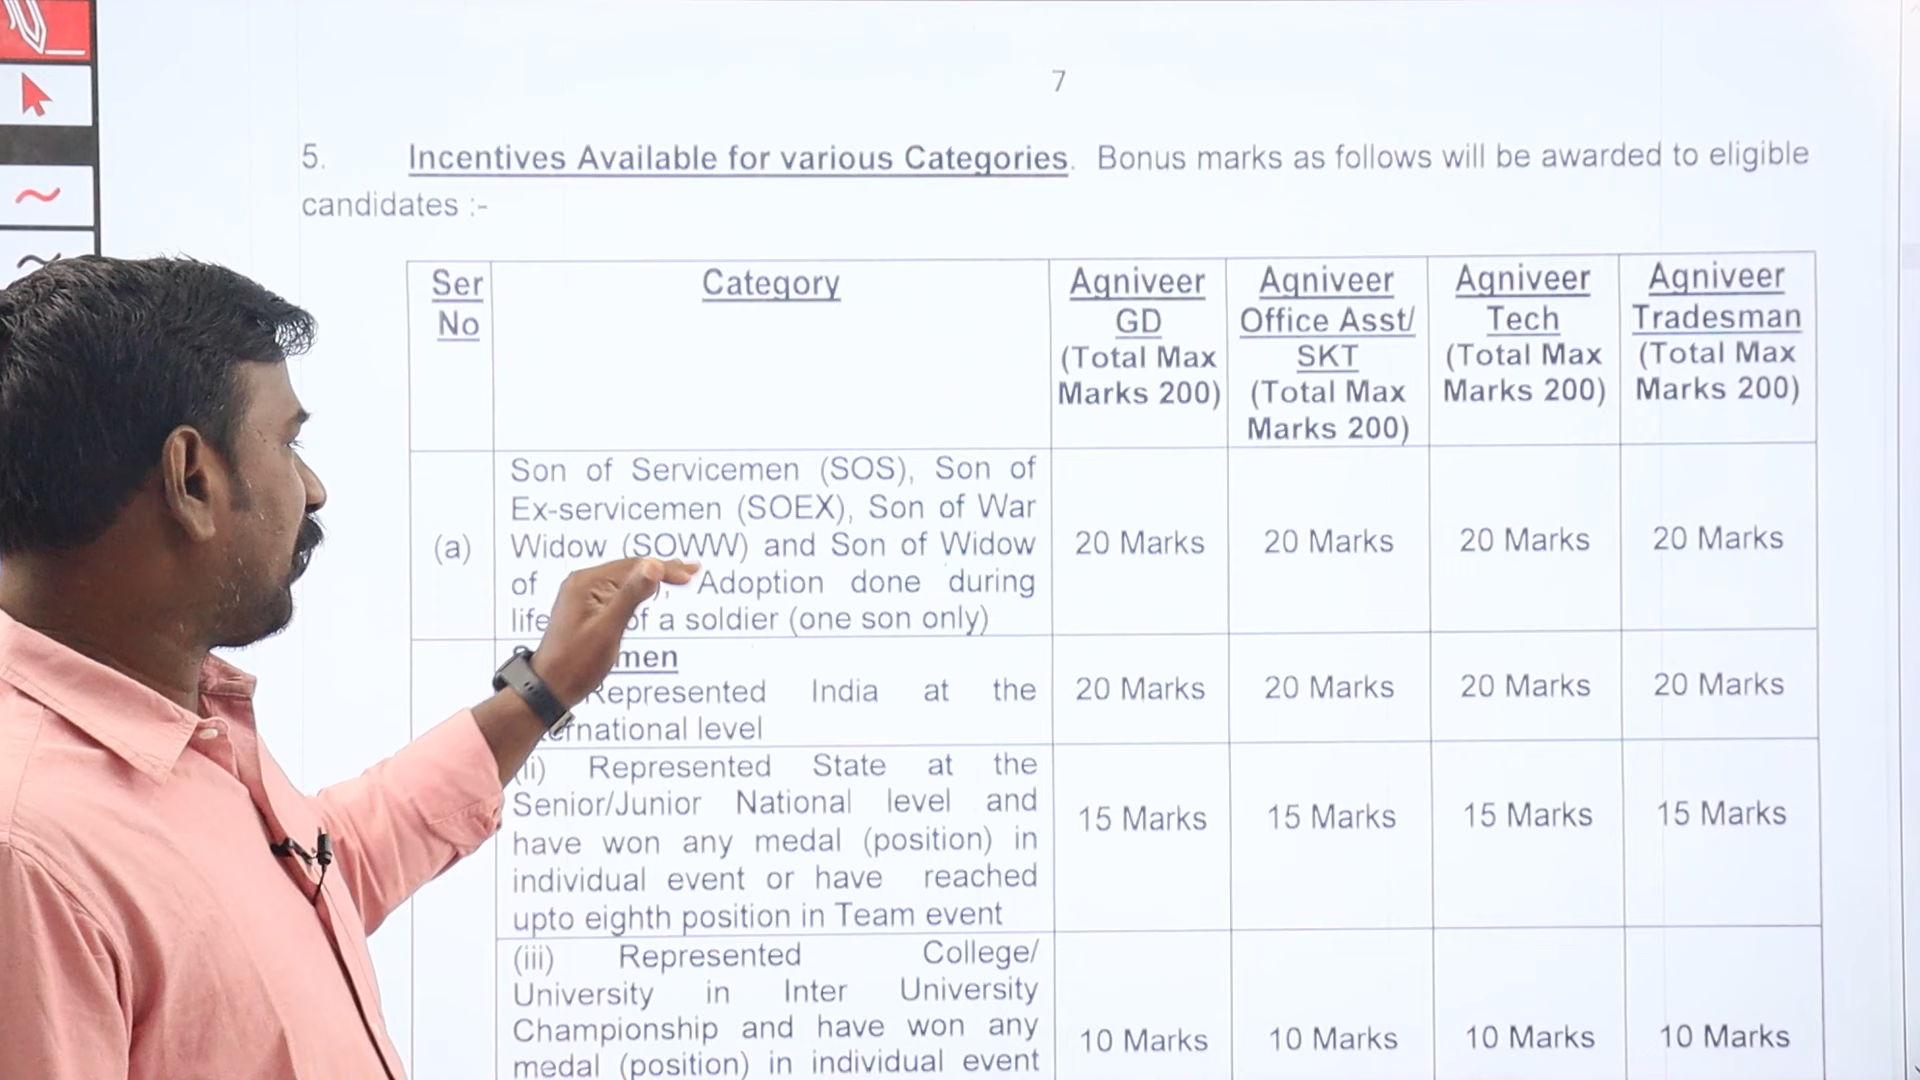 7
5. Incentives Available for various Categories. Bonus marks as follows will be awarded to eligible
candidates :-
Ser
No
Category
Agniveer
GD
(Total Max
Marks 200)
Agniveer
Office Asst/
SKT
(Total Max
Marks 200)
Agniveer
Tech
(Total Max
Marks 200)
Agniveer
Tradesman
(Total Max
Marks 200)
(a)
Son of Servicemen (SOS), Son of
Ex-servicemen (SOEX), Son of War
Widow (SOWW) and Son of Widow
of Adoption done during
of a soldier (one son only)
20 Marks
20 Marks
20 Marks
20 Marks
Represented India at the
level
20 Marks
20 Marks
20 Marks
20 Marks
(ii) Represented State at the
Senior/Junior National level and
have won any medal (position) in
individual event or have reached
upto eighth position in Team event
15 Marks
15 Marks
15 Marks
15 Marks
(iii) Represented College/
University in Inter University
Championship and have won any
medal (position) in individual event
10 Marks
10 Marks
10 Marks
10 Marks